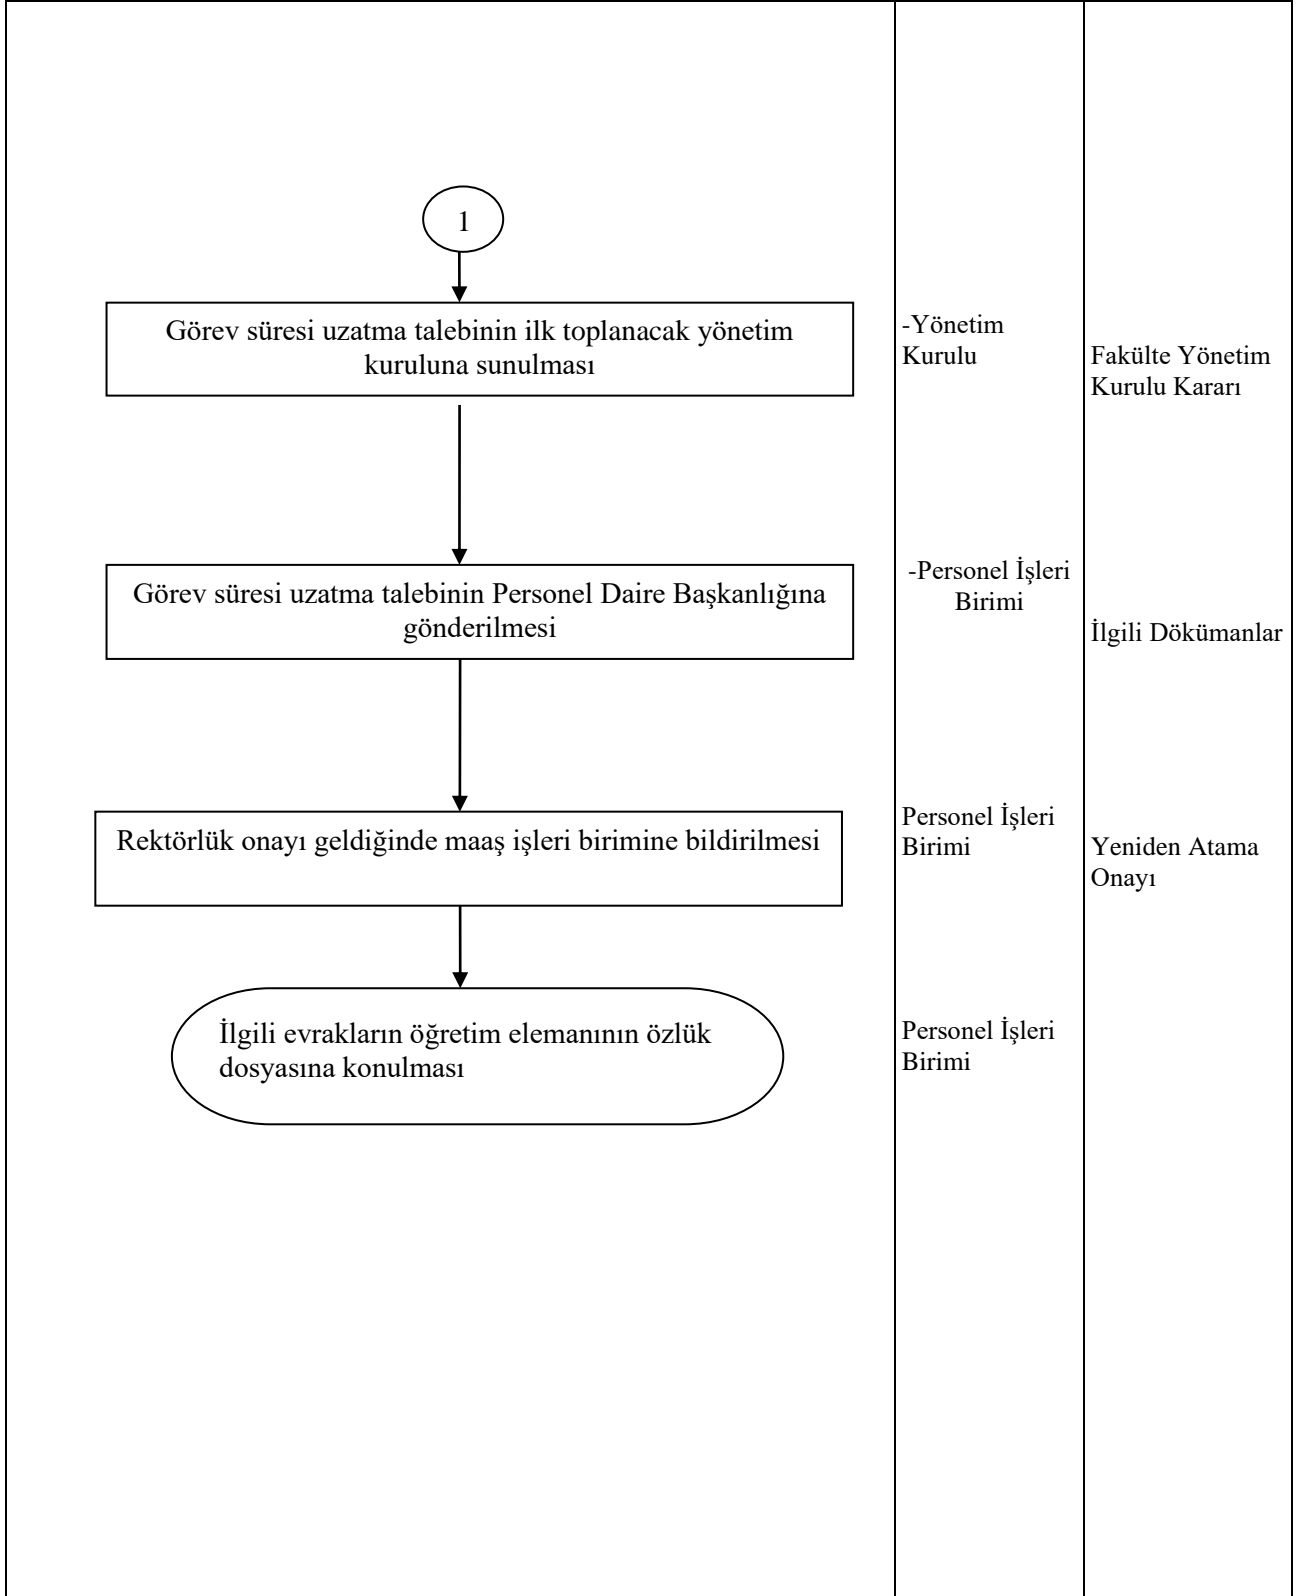 1
Görev süresi uzatma talebinin ilk toplanacak yönetim
kuruluna sunulması
-Yönetim
Kurulu
Fakülte Yönetim
Kurulu Kararı
Görev süresi uzatma talebinin Personel Daire Başkanlığına
gönderilmesi
-Personel İşleri
Birimi
İlgili Dökümanlar
Rektörlük onayı geldiğinde maaş işleri birimine bildirilmesi
Personel İşleri
Birimi
Yeniden Atama
Onayı
İlgili evrakların öğretim elemanının özlük
dosyasına konulması
Personel İşleri
Birimi